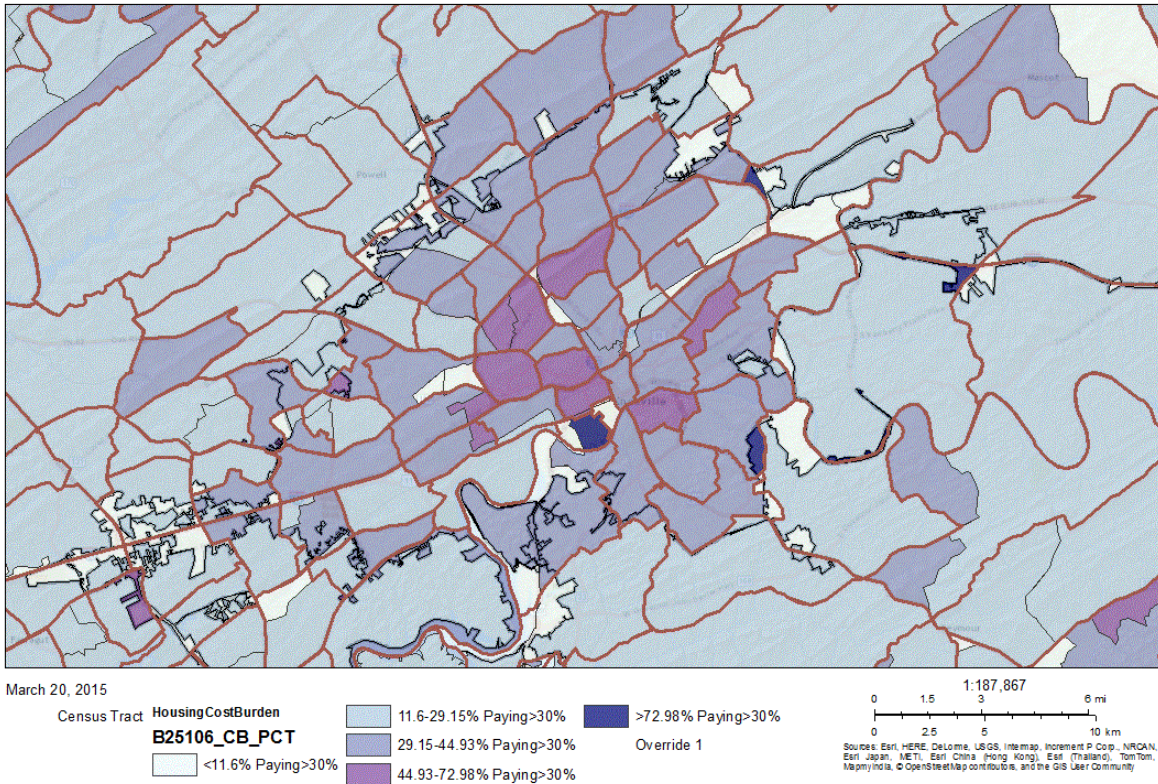 Mascot
Powell
March 20, 2015
Census Tract HousingCostBurden
B25106_CB_PCT
<11.6% Paying>30%
11.6-29.15% Paying>30%
29.15-44.93% Paying>30%
44.93-72.98% Paying>30%
>72.98% Paying>30%
Override 1
1:187,867
0 1.5 3 6 mi
0 2.5 5 10 km
Sources: Esri, HERE, DeLorme, USGS, Intermap, Increment P Corp., NRCAN,
Esri Japan, METI, Esri China (Hong Kong), Esri (Thailand), TomTom,
MapmyIndia, © OpenStreetMap contributors, and the GIS User Community